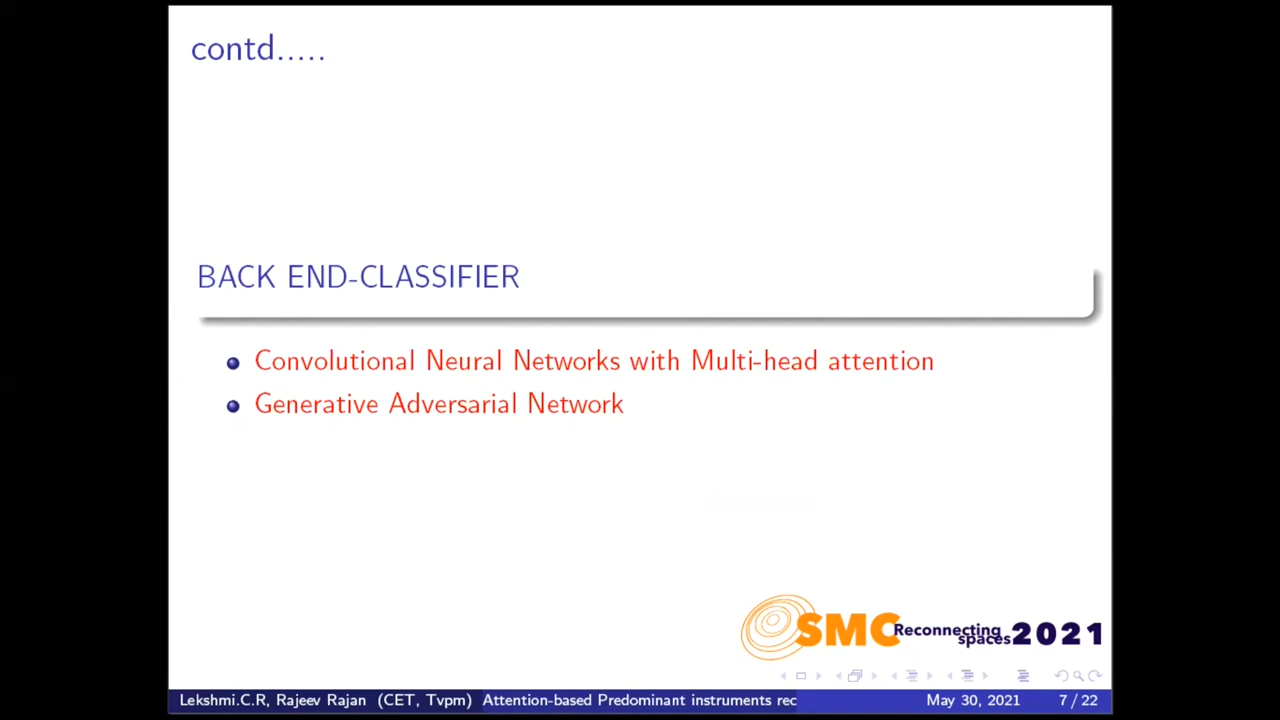 contd.....
BACK END-CLASSIFIER
Convolutional Neural Networks with Multi-head attention
Generative Adversarial Network
SMC Reconnecting spaces 2021
Lekshmi.C.R, Rajeev Rajan (CET, Tvpm) Attention-based Predominant instruments rec May 30, 2021 7 / 22